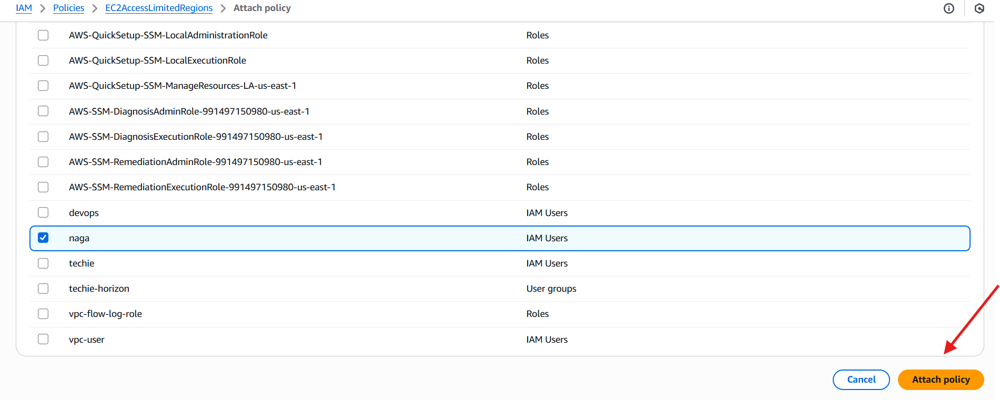 IAM > Policies > EC2AccessLimitedRegions > Attach policy
AWS-QuickSetup-SSM-LocalAdministrationRole Roles
AWS-QuickSetup-SSM-LocalExecutionRole Roles
AWS-QuickSetup-SSM-ManageResources-LA-us-east-1 Roles
AWS-SSM-DiagnosisAdminRole-991497150980-us-east-1 Roles
AWS-SSM-DiagnosisExecutionRole-991497150980-us-east-1 Roles
AWS-SSM-RemediationAdminRole-991497150980-us-east-1 Roles
AWS-SSM-RemediationExecutionRole-991497150980-us-east-1 Roles
devops IAM Users
naga IAM Users
techie IAM Users
techie-horizon User groups
vpc-flow-log-role Roles
vpc-user IAM Users
Cancel Attach policy